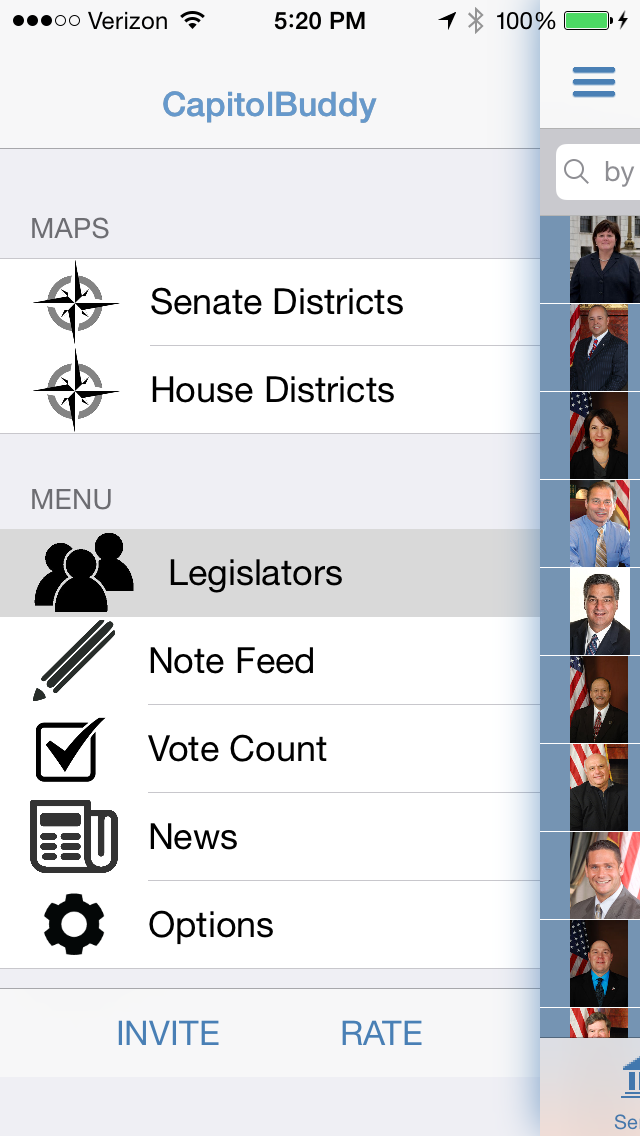 Verizon 5:20 PM 100%
CapitolBuddy
by
MAPS
Senate Districts
House Districts
MENU
Legislators
Note Feed
Vote Count
News
Options
INVITE RATE
Se